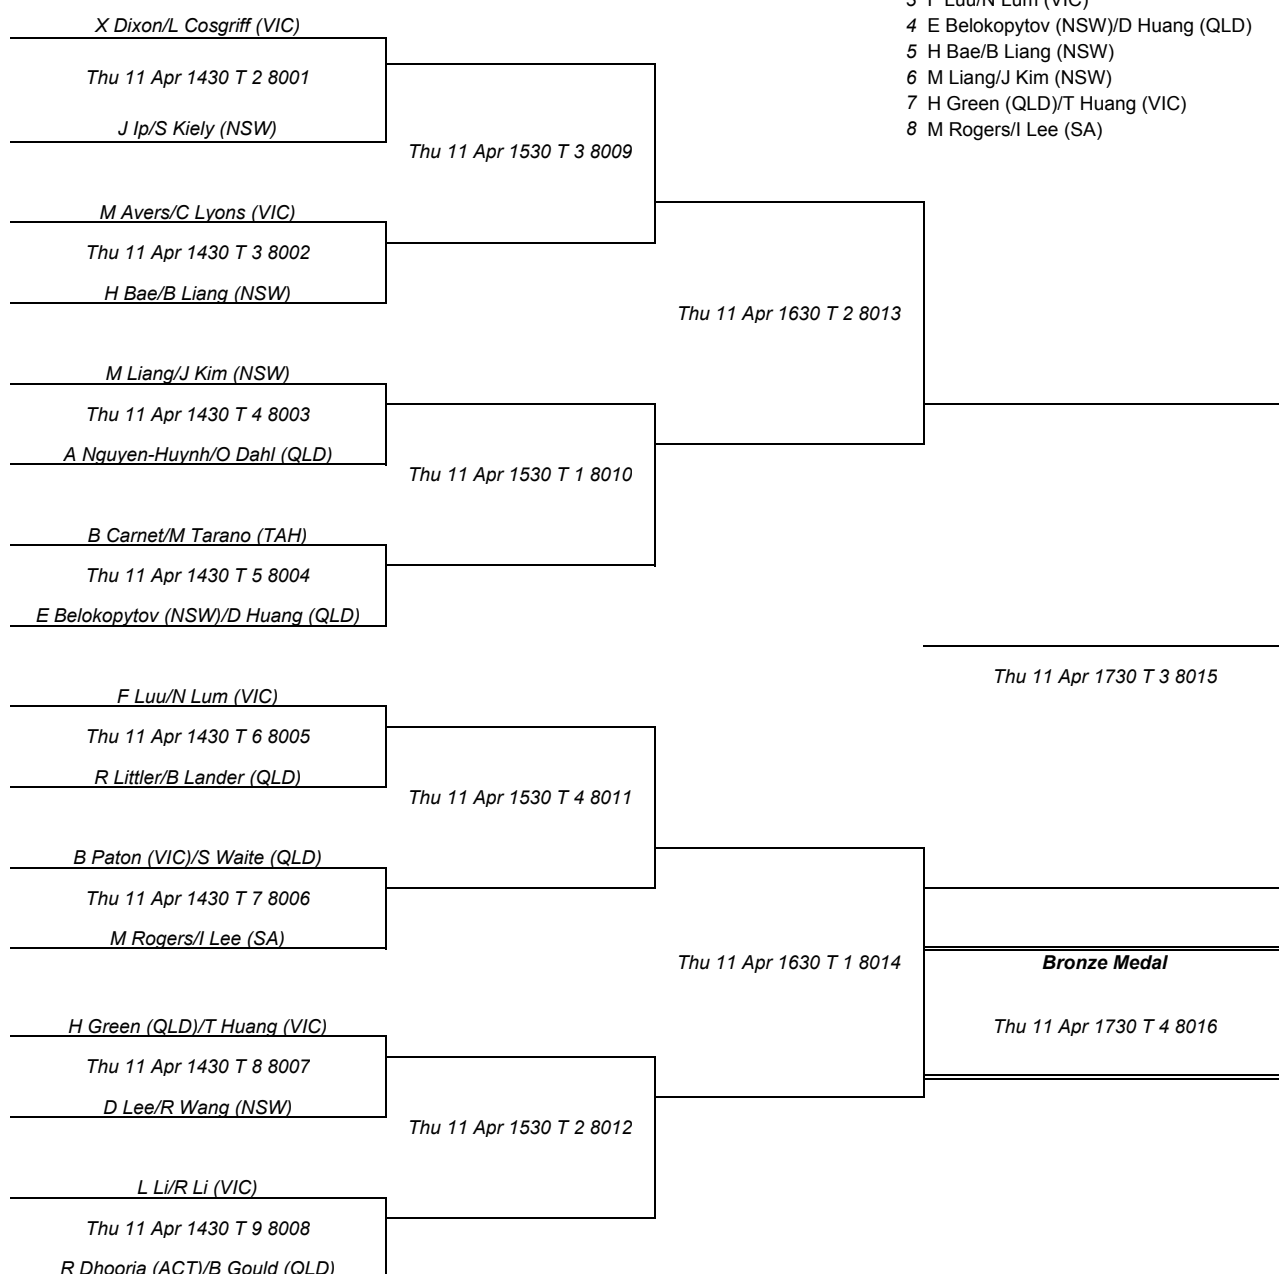 3 F Luu/N Lum (VIC)
X Dixon/L Cosgriff (VIC)
4 E Belokopytov (NSW)/D Huang (QLD)
5 H Bae/B Liang (NSW)
Thu 11 Apr 1430 T 2 8001
6 M Liang/J Kim (NSW)
7 H Green (QLD)/T Huang (VIC)
J Ip/S Kiely (NSW)
8 M Rogers/I Lee (SA)
Thu 11 Apr 1530 T 3 8009
M Avers/C Lyons (VIC)
Thu 11 Apr 1430 T 3 8002
H Bae/B Liang (NSW)
Thu 11 Apr 1630 T 2 8013
M Liang/J Kim (NSW)
Thu 11 Apr 1430 T 4 8003
A Nguyen-Huynh/O Dahl (QLD)
Thu 11 Apr 1530 T 1 8010
B Carnet/M Tarano (TAH)
Thu 11 Apr 1430 T 5 8004
E Belokopytov (NSW)/D Huang (QLD)
Thu 11 Apr 1730 T 3 8015
F Luu/N Lum (VIC)
Thu 11 Apr 1430 T 6 8005
R Littler/B Lander (QLD)
Thu 11 Apr 1530 T 4 8011
B Paton (VIC)/S Waite (QLD)
Thu 11 Apr 1430 T 7 8006
M Rogers/I Lee (SA)
Thu 11 Apr 1630 T 1 8014
Bronze Medal
H Green (QLD)/T Huang (VIC)
Thu 11 Apr 1730 T 4 8016
Thu 11 Apr 1430 T 8 8007
D Lee/R Wang (NSW)
Thu 11 Apr 1530 T 2 8012
L Li/R Li (VIC)
Thu 11 Apr 1430 T 9 8008
R Dhooria (ACT)/B Gould (QLD)